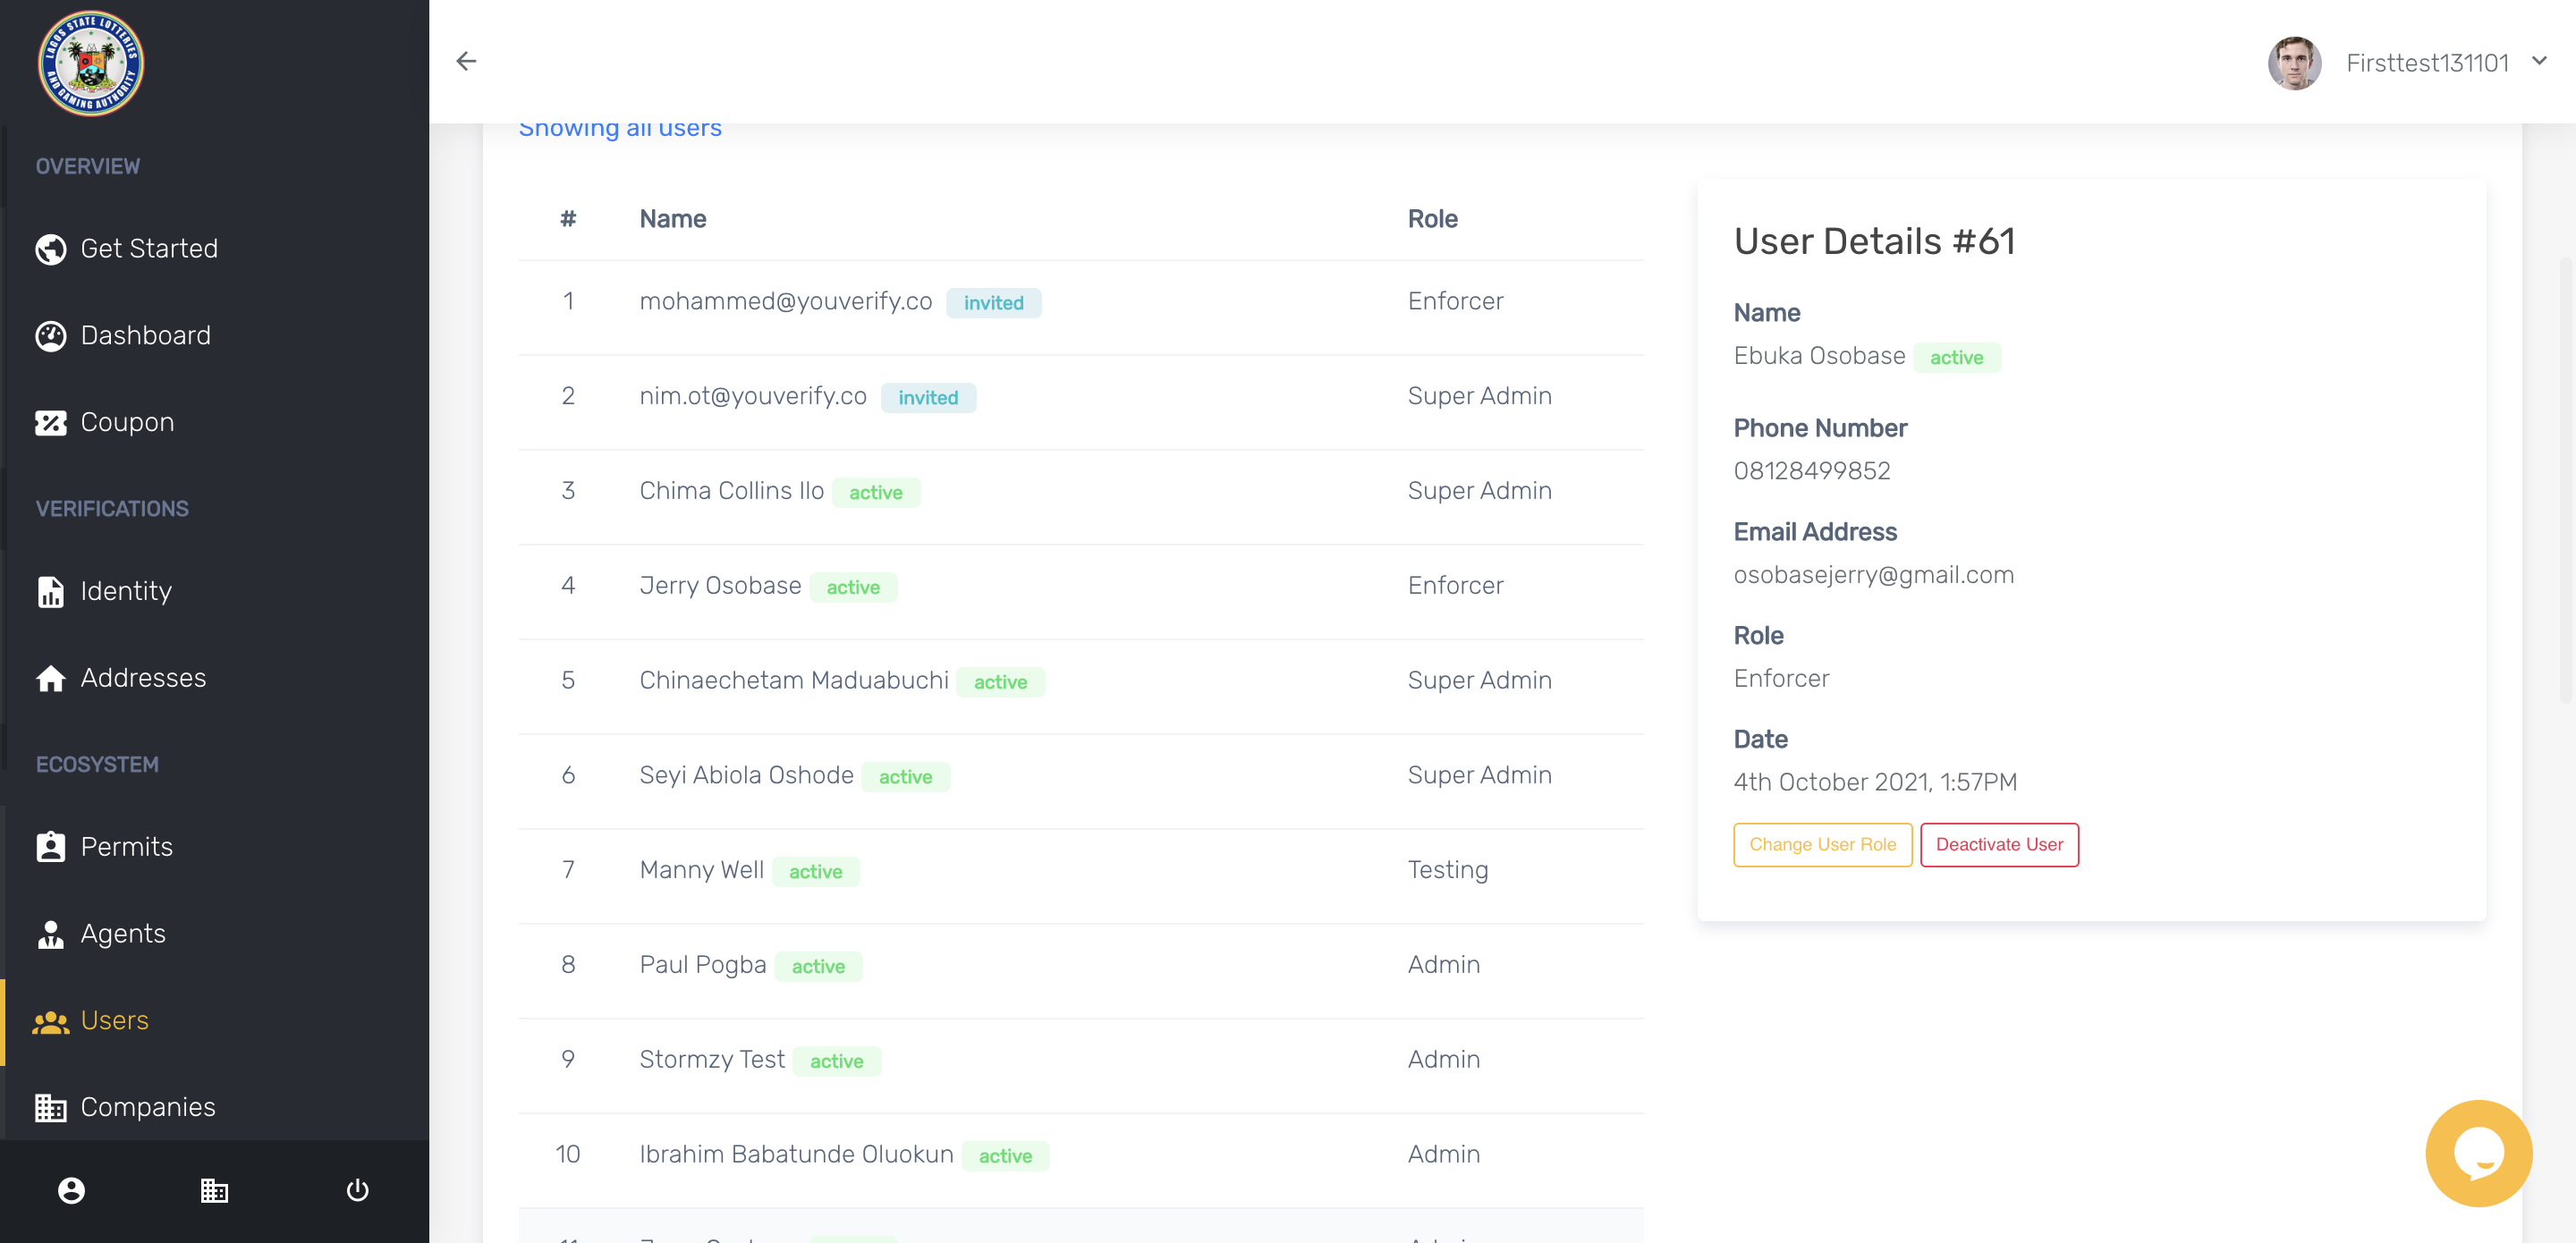 LAGOS STATE LOTTERIES
AND GAMING AUTHORITY
Firsttest131101
OVERVIEW
Get Started
Dashboard
Coupon
VERIFICATIONS
Identity
Addresses
ECOSYSTEM
Permits
Agents
Users
Companies
Showing all users
# Name Role
1 mohammed@youverify.co invited Enforcer
2 nim.ot@youverify.co invited Super Admin
3 Chima Collins Ilo active Super Admin
4 Jerry Osobase active Enforcer
5 Chinaechetam Maduabuchi active Super Admin
6 Seyi Abiola Oshode active Super Admin
7 Manny Well active Testing
8 Paul Pogba active Admin
9 Stormzy Test active Admin
10 Ibrahim Babatunde Oluokun active Admin
User Details #61
Name
Ebuka Osobase active
Phone Number
08128499852
Email Address
osobasejerry@gmail.com
Role
Enforcer
Date
4th October 2021, 1:57PM
Change User Role Deactivate User